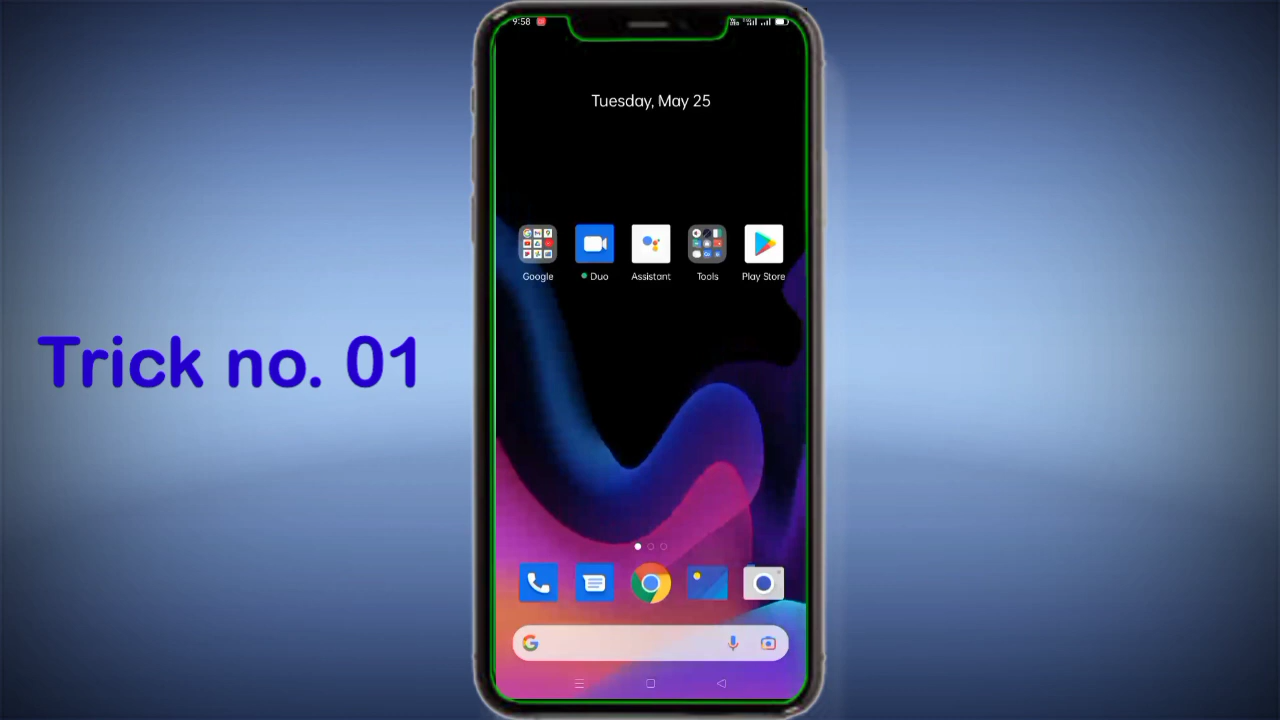 9:58
Tuesday, May 25
Google
Duo
Assistant
Tools
Play Store
Trick no. 01